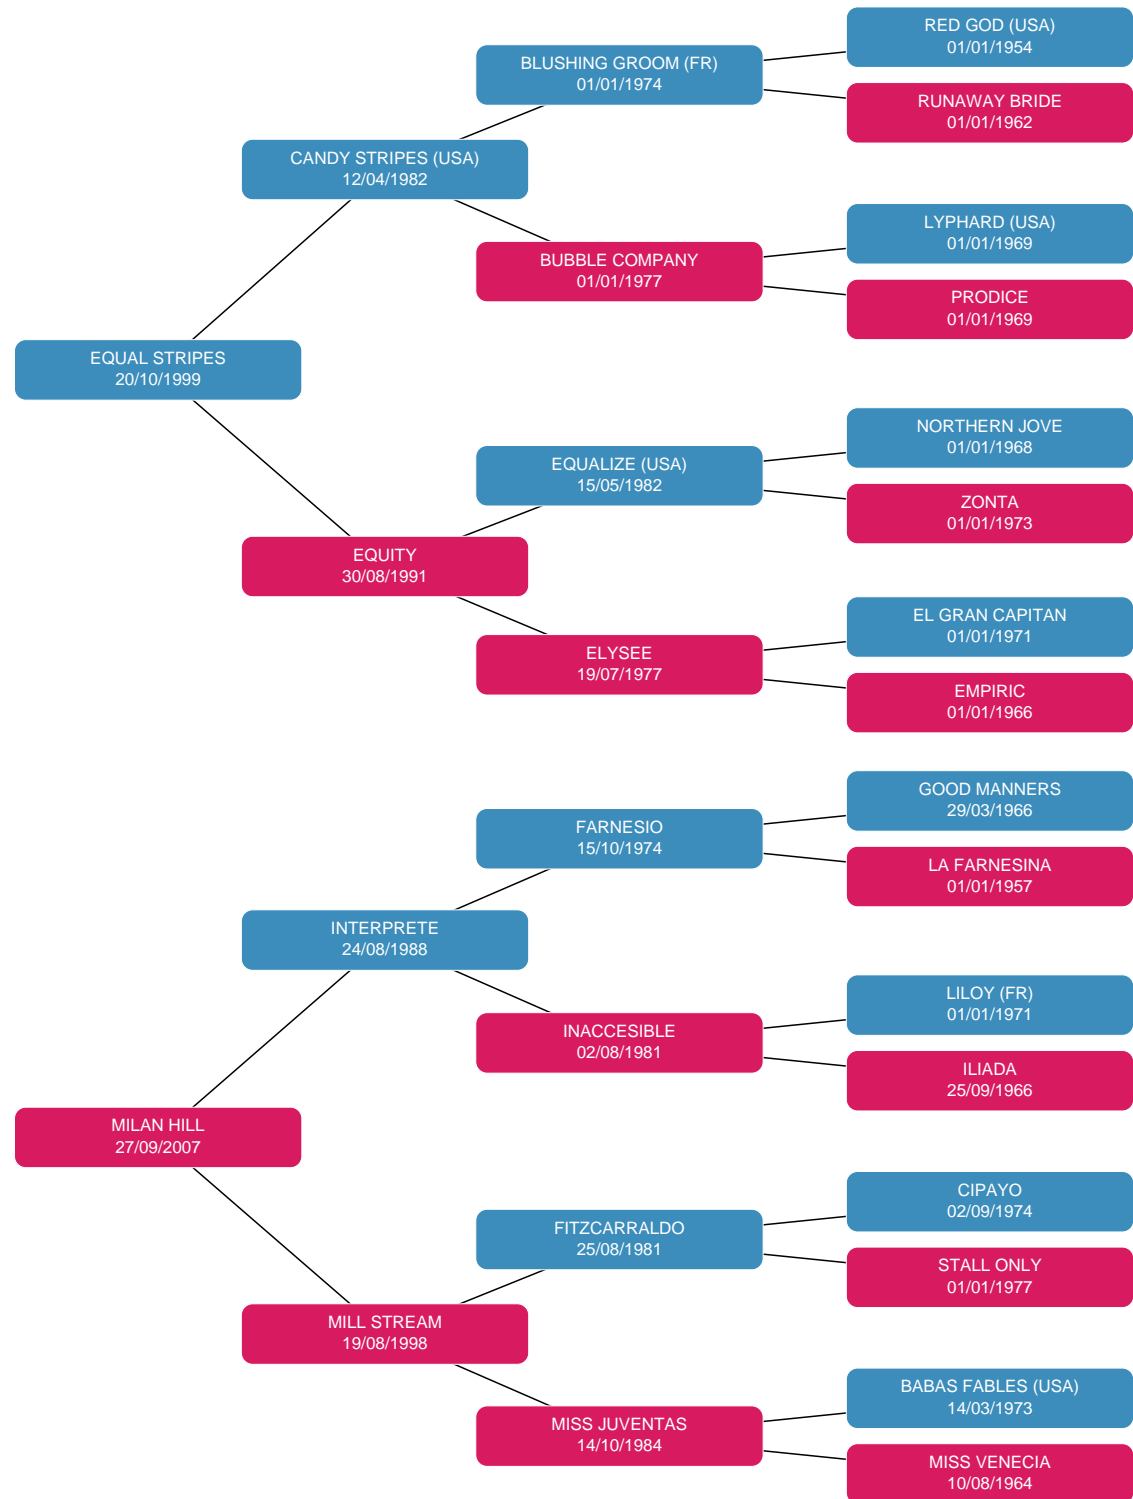 RED GOD (USA)
01/01/1954
BLUSHING GROOM (FR)
01/01/1974
RUNAWAY BRIDE
01/01/1962
CANDY STRIPES (USA)
12/04/1982
LYPHARD (USA)
01/01/1969
BUBBLE COMPANY
01/01/1977
PRODICE
01/01/1969
EQUAL STRIPES
20/10/1999
NORTHERN JOVE
01/01/1968
EQUALIZE (USA)
15/05/1982
ZONTA
01/01/1973
EQUITY
30/08/1991
EL GRAN CAPITAN
01/01/1971
ELYSEE
19/07/1977
EMPIRIC
01/01/1966
GOOD MANNERS
29/03/1966
FARNESIO
15/10/1974
LA FARNESINA
01/01/1957
INTERPRETE
24/08/1988
LILOY (FR)
01/01/1971
INACCESIBLE
02/08/1981
ILIADA
25/09/1966
MILAN HILL
27/09/2007
CIPAYO
02/09/1974
FITZCARRALDO
25/08/1981
STALL ONLY
01/01/1977
MILL STREAM
19/08/1998
BABAS FABLES (USA)
14/03/1973
MISS JUVENTAS
14/10/1984
MISS VENECIA
10/08/1964